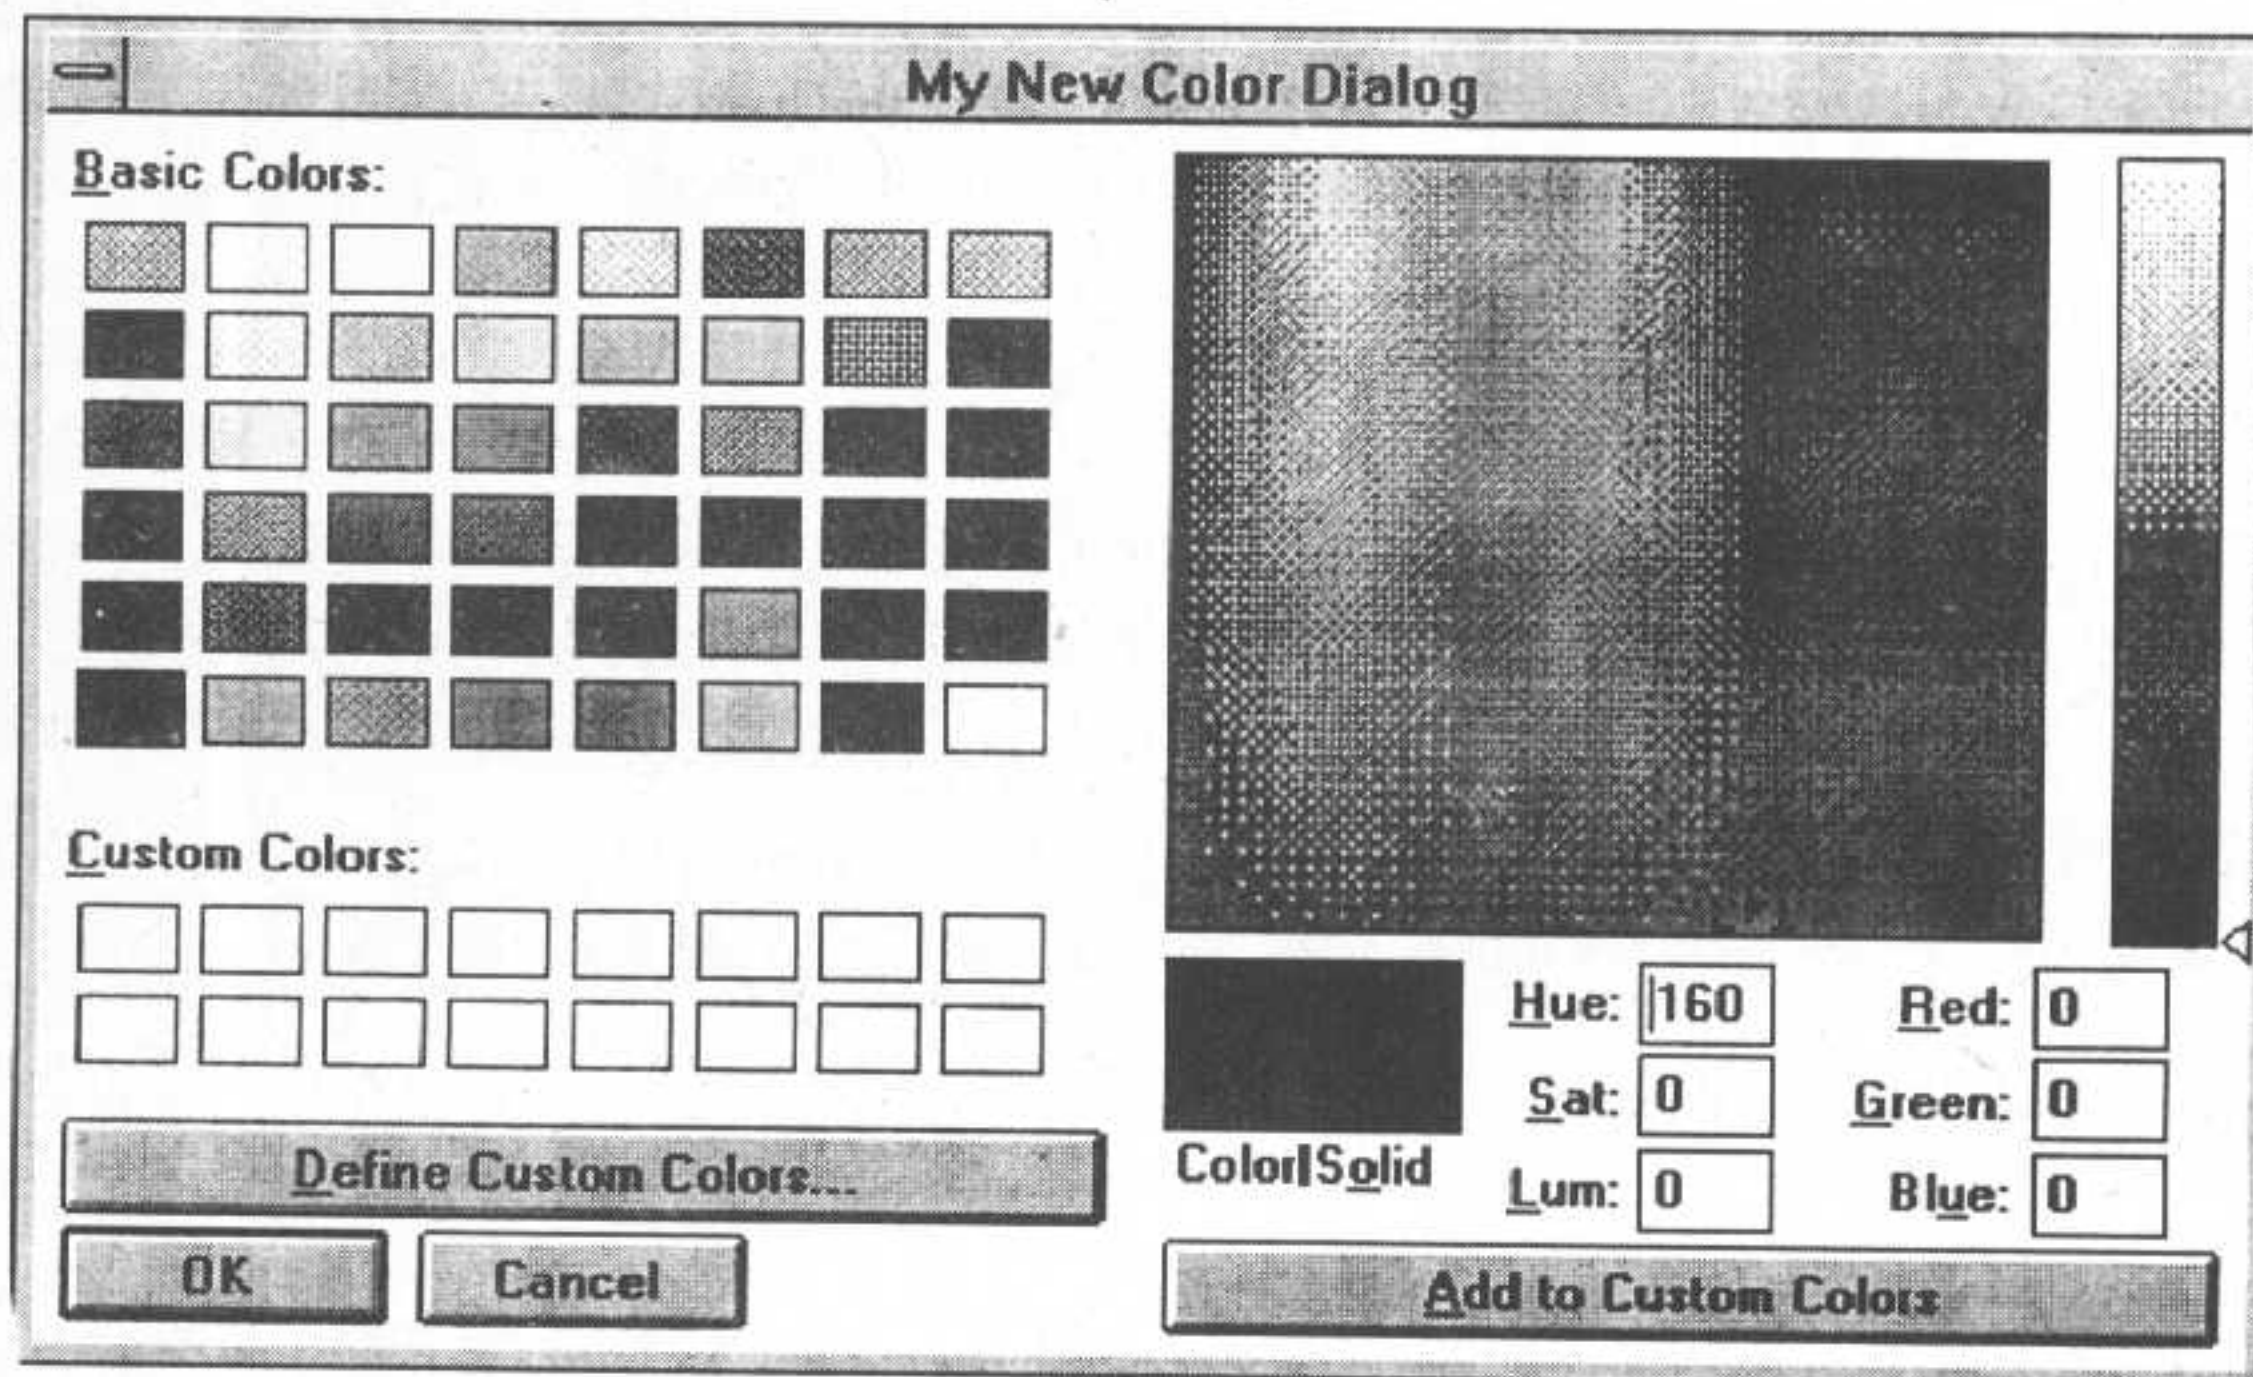 My New Color Dialog
Basic Colors:
Custom Colors:
Define Custom Colors...
OK
Cancel
Color|Solid
Hue: 160
Sat: 0
Lum: 0
Red: 0
Green: 0
Blue: 0
Add to Custom Colors